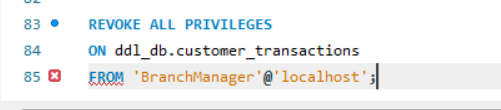 83 REVOKE ALL PRIVILEGES
84 ON ddl_db.customer_transactions
85 FROM 'BranchManager'@'localhost';